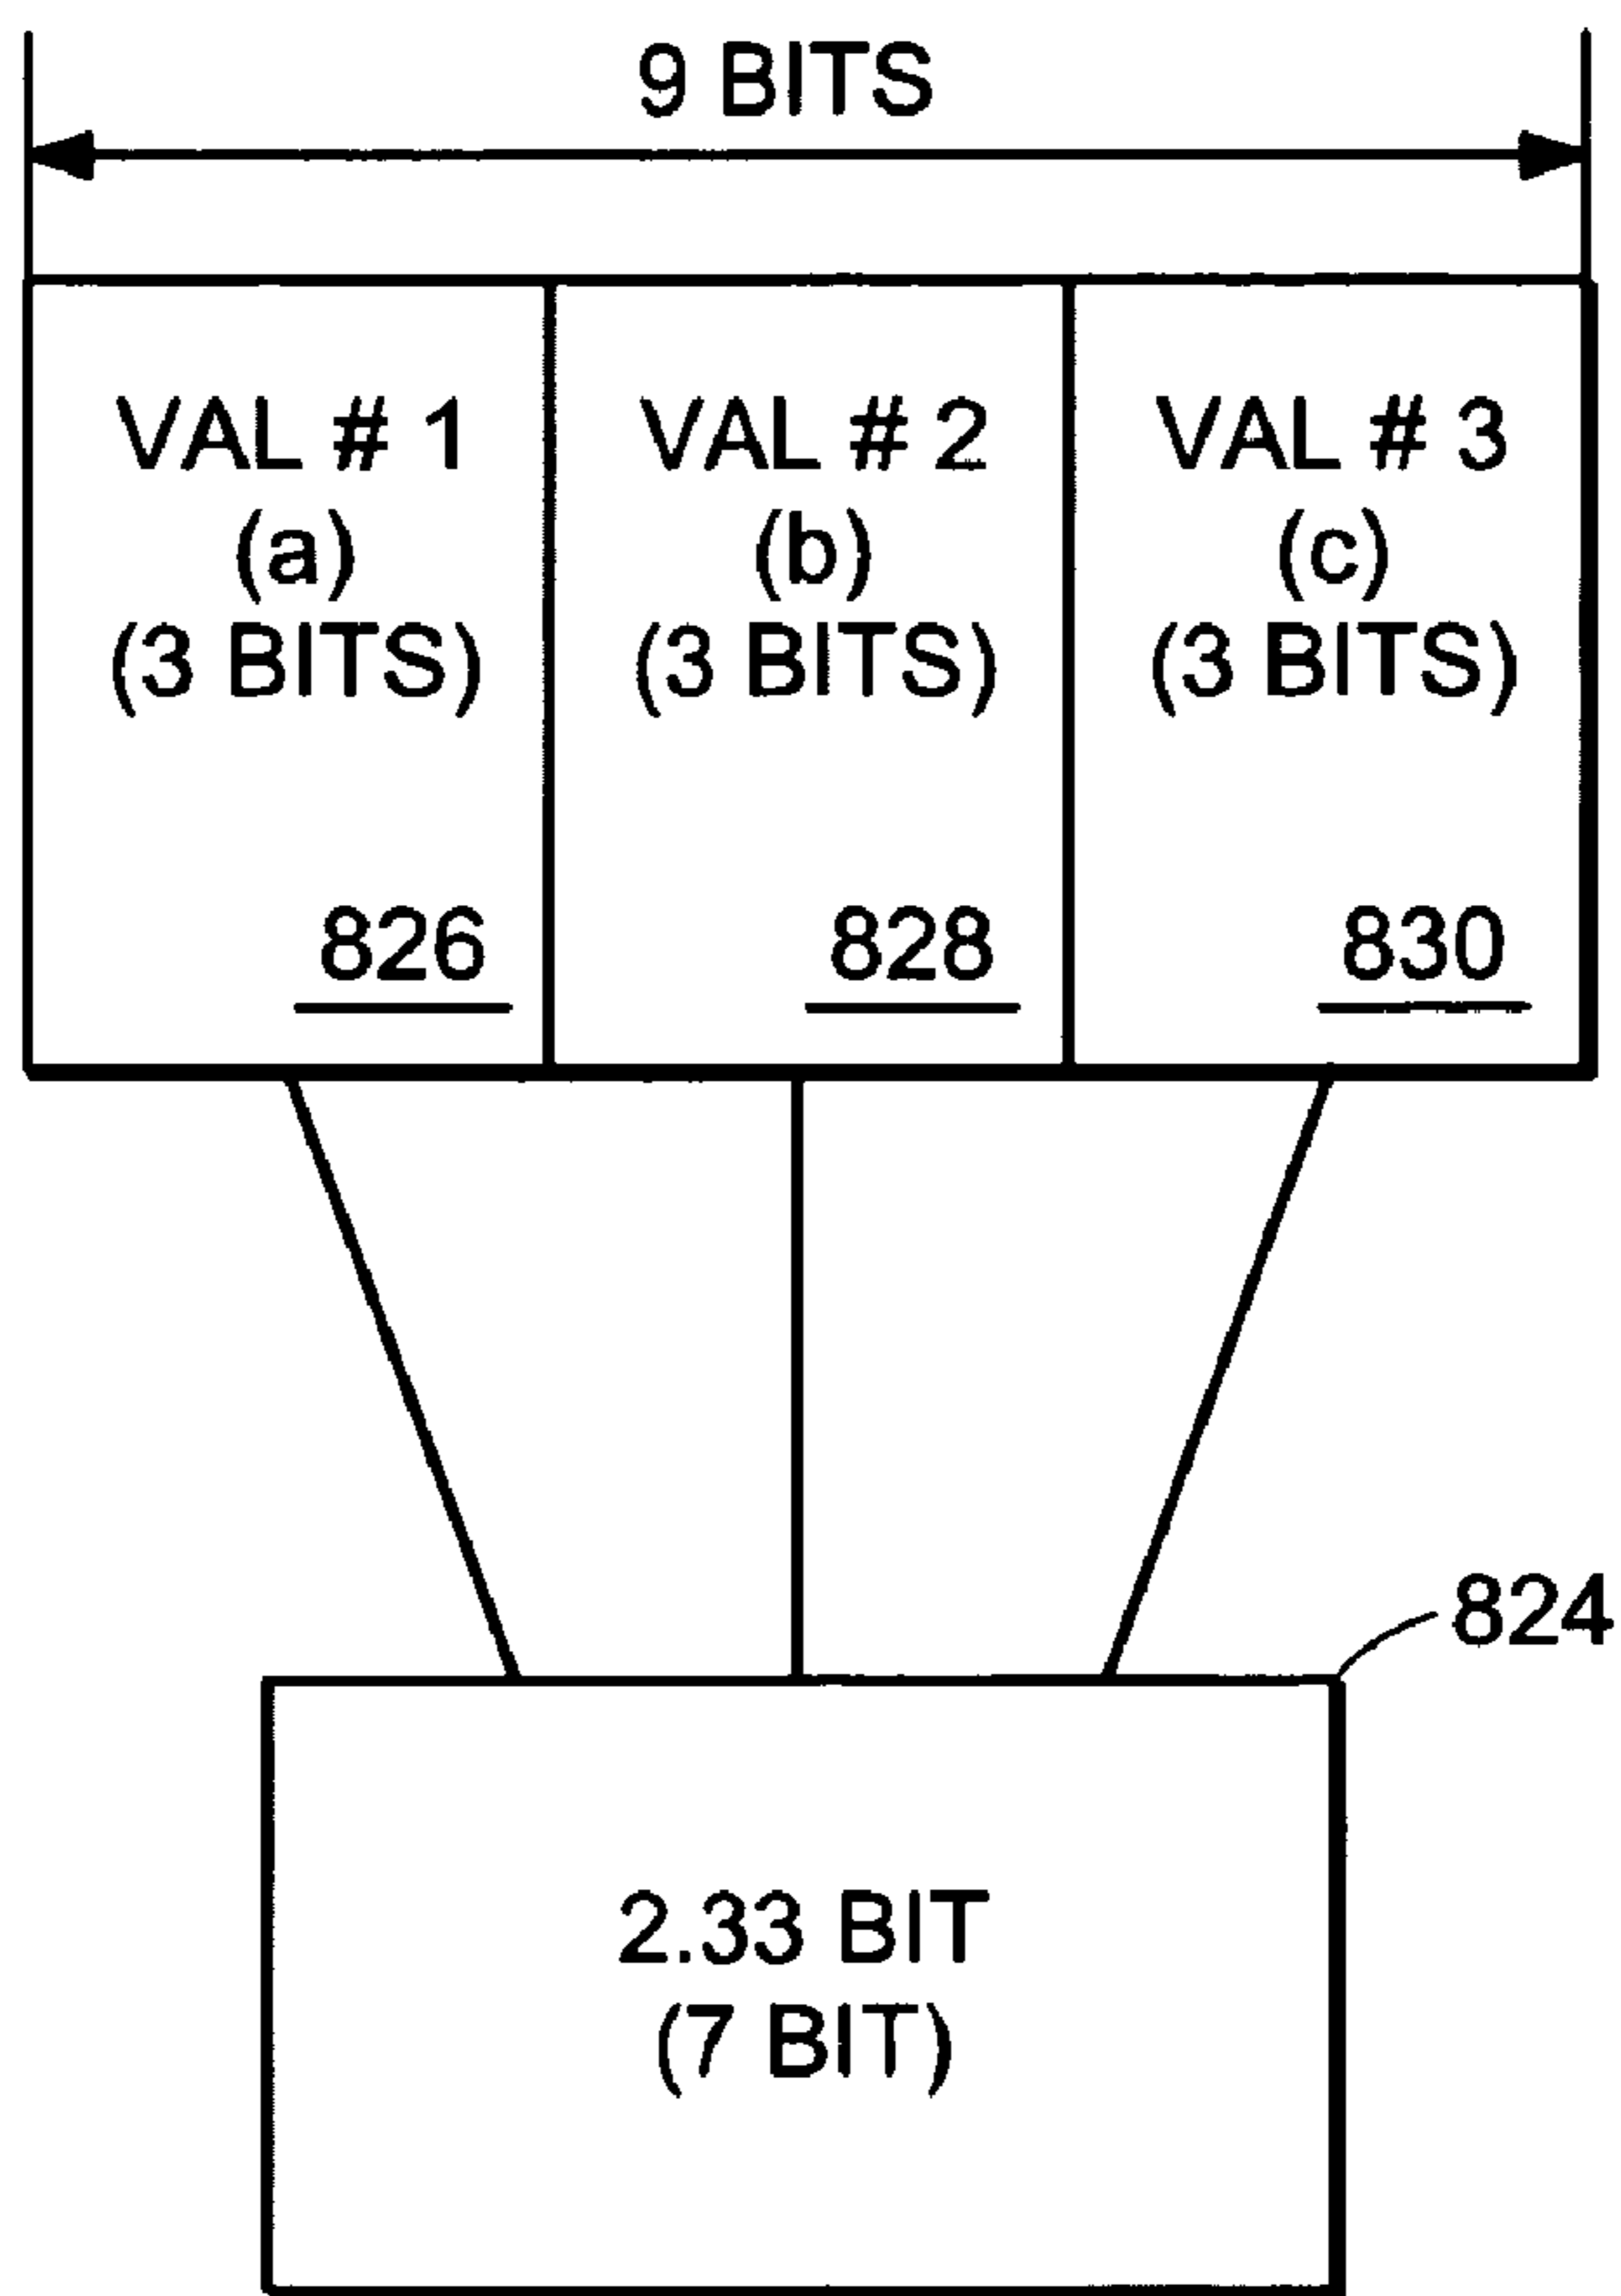 9 BITS
VAL # 1
(a)
(3 BITS)
826
VAL # 2
(b)
(3 BITS)
828
VAL # 3
(c)
(3 BITS)
830
824
2.33 BIT
(7 BIT)